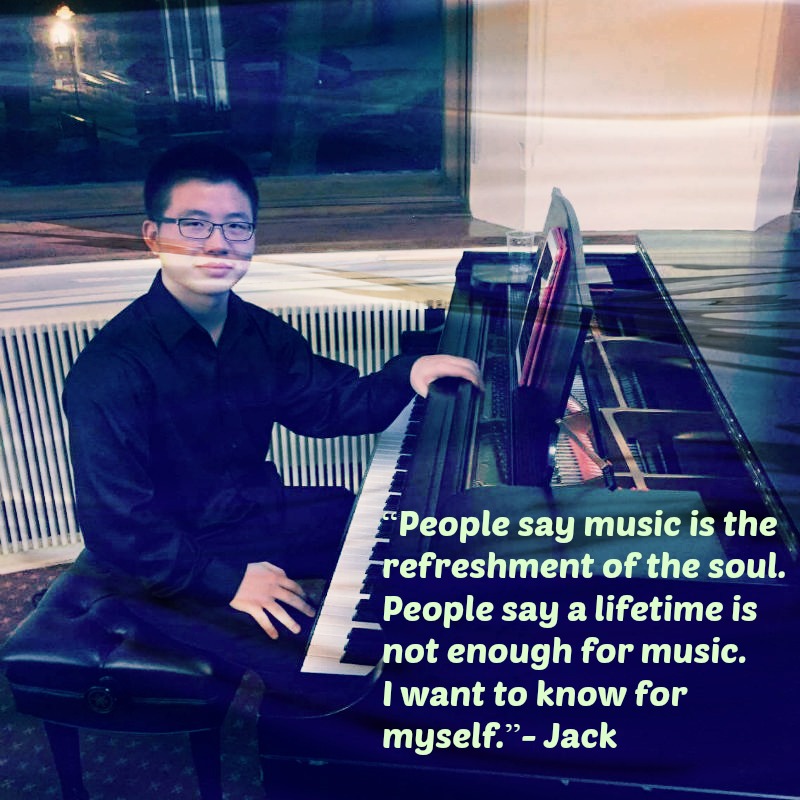 “People say music is the
refreshment of the soul.
People say a lifetime is
not enough for music.
I want to know for
myself.”- Jack